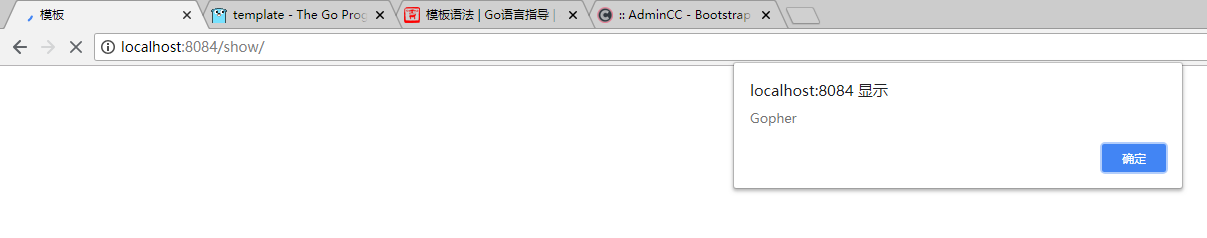 模板
template - The Go Prog
模板语法 | Go语言指导 |
:: AdminCC - Bootstrap
localhost:8084/show/
localhost:8084 显示
Gopher
确定